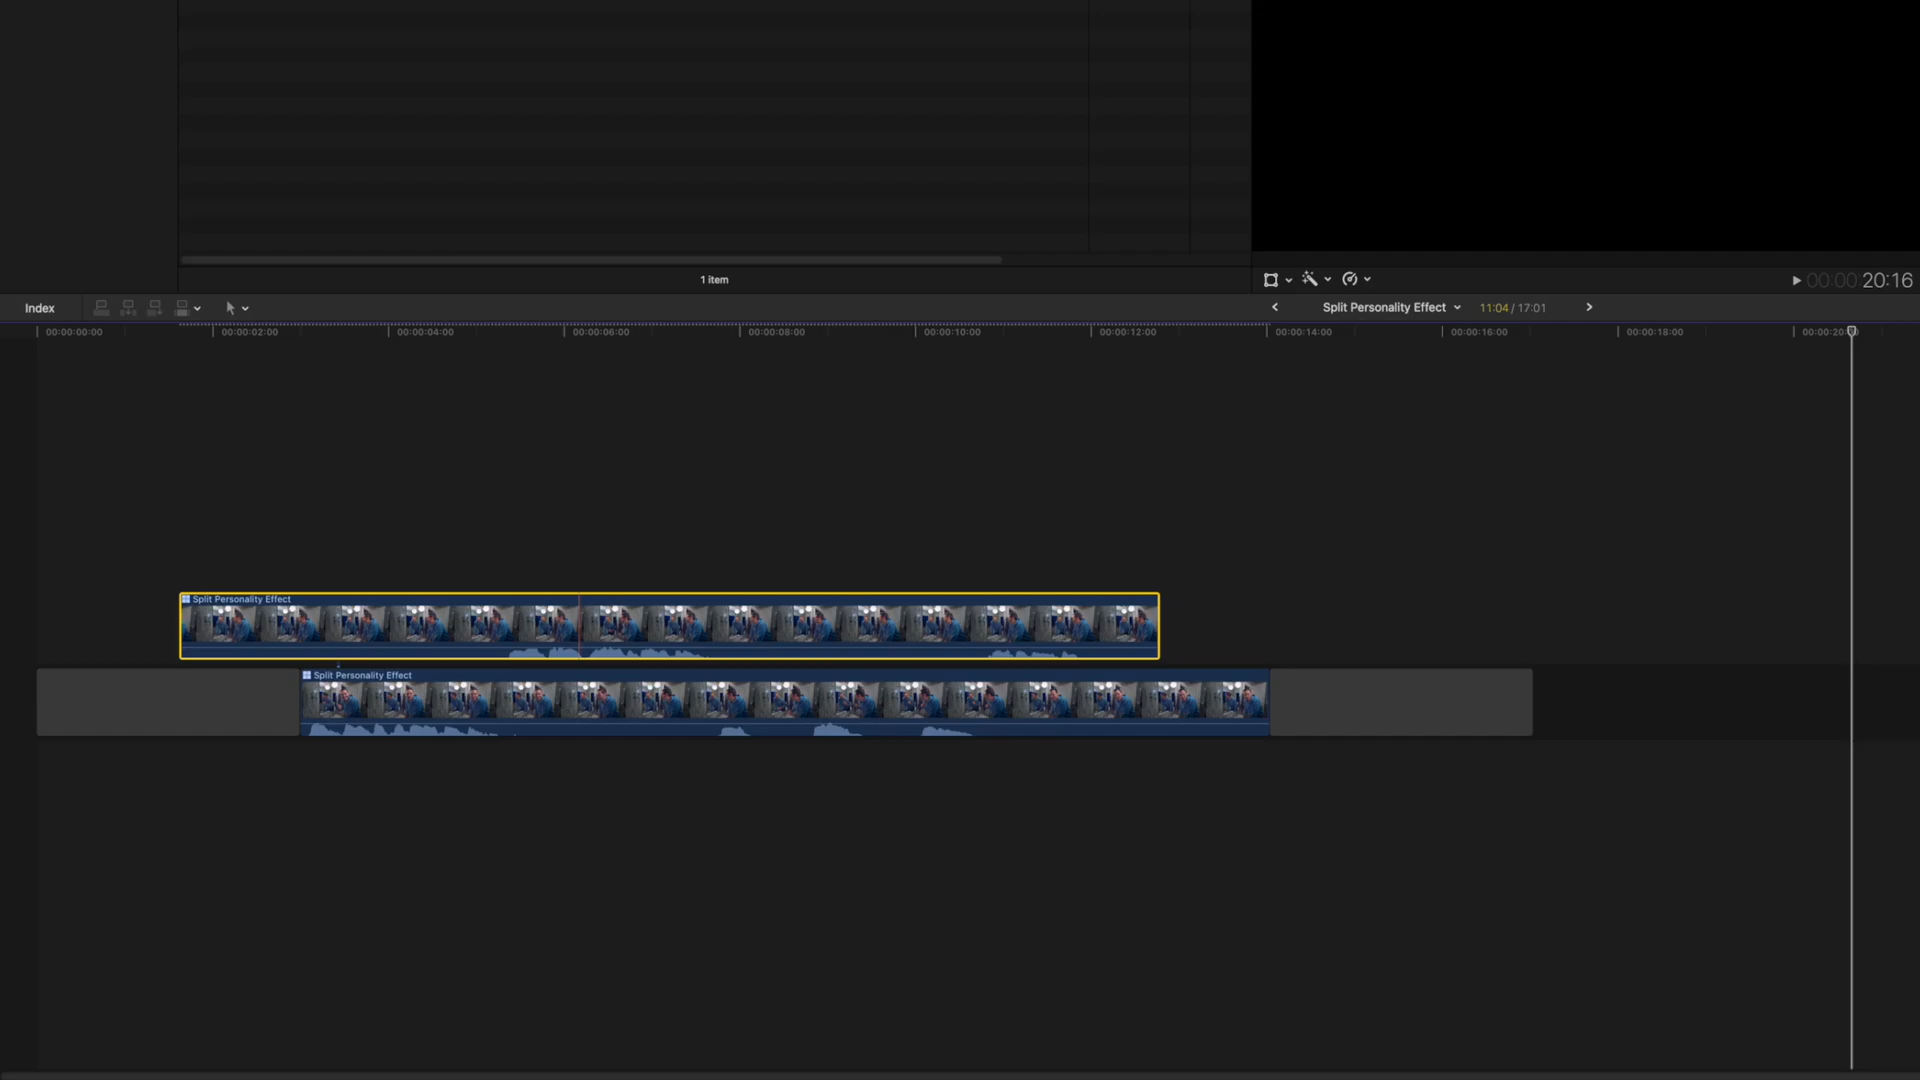 1 item
00:00:20:16
Index
Split Personality Effect
11:04 / 17:01
00:00:00:00
00:00:02:00
00:00:04:00
00:00:06:00
00:00:08:00
00:00:10:00
00:00:12:00
00:00:14:00
00:00:16:00
00:00:18:00
00:00:20
Split Personality Effect
Split Personality Effect